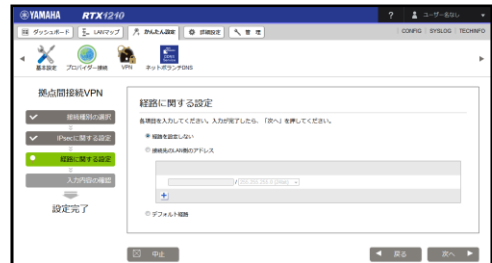 YAMAHA RTX1210
? ユーザー名なし
ダッシュボード LANマップ かんたん設定 詳細設定 管理 CONFIG SYSLOG TECHINFO
基本設定 プロバイダー接続 VPN ネットボランチDNS
拠点間接続VPN
接続種別の選択
IPsecに関する設定
経路に関する設定
入力内容の確認
設定完了
経路に関する設定
各項目を入力してください。入力が完了したら、「次へ」を押してください。
経路を設定しない
接続先のLAN側のアドレス
/ 255.255.255.0 (24bit)
+
デフォルト経路
中止 戻る 次へ